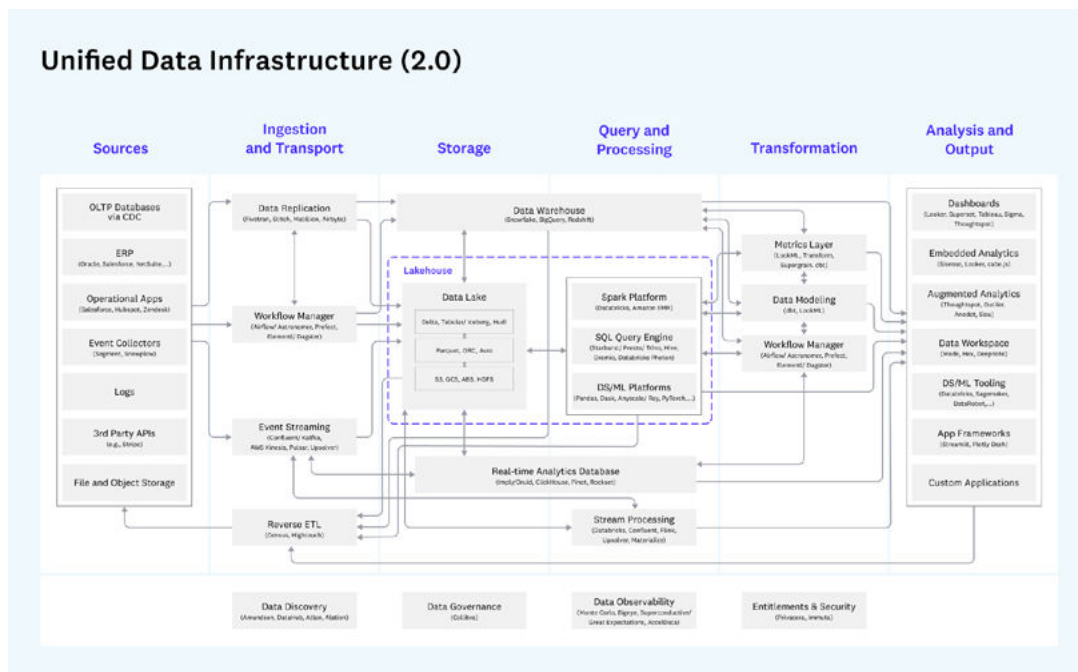 Unified Data Infrastructure (2.0)
Sources
Ingestion
and Transport
Storage
Query and
Processing
Transformation
Analysis and
Output
OLTP Databases
via CDC
ERP
(Oracle, Salesforce, NetSuite,...)
Operational Apps
(Salesforce, Hubspot, Zendesk)
Event Collectors
(Segment, Snowplow)
Logs
3rd Party APIs
(e.g., Stripe)
File and Object Storage
Data Replication
(Fivetran, Stitch, Matillion, Airbyte)
Workflow Manager
(Airflow/ Astronomer, Prefect,
Elementl/ Dagster)
Event Streaming
(Confluent/ Kafka,
AWS Kinesis, Pulsar, Upsolver)
Reverse ETL
(Census, Hightouch)
Data Warehouse
(Snowflake, BigQuery, Redshift)
Lakehouse
Data Lake
Delta, Tabular/ Iceberg, Hudi
Parquet, ORC, Avro
S3, GCS, ABS, HDFS
Spark Platform
(Databricks, Amazon EMR)
SQL Query Engine
(Starburst/ Presto/ Trino, Hive,
Dremio, Databricks Photon)
DS/ML Platforms
(Pandas, Dask, Anyscale/ Ray, PyTorch,...)
Real-time Analytics Database
(Imply/Druid, ClickHouse, Pinot, Rockset)
Stream Processing
(Databricks, Confluent, Flink,
Upsolver, Materialize)
Metrics Layer
(LookML, Transform,
Supergrain, dbt)
Data Modeling
(dbt, LookML)
Workflow Manager
(Airflow/ Astronomer, Prefect,
Elementl/ Dagster)
Dashboards
(Looker, Superset, Tableau, Sigma,
Thoughtspot)
Embedded Analytics
(Sisense, Looker, cube.js)
Augmented Analytics
(Thoughtspot, Outlier,
Anodot, Sisu)
Data Workspace
(Mode, Hex, Deepnote)
DS/ML Tooling
(Databricks, Sagemaker,
DataRobot,...)
App Frameworks
(Streamlit, Plotly Dash)
Custom Applications
Data Discovery
(Amundsen, DataHub, Atlan, Alation)
Data Governance
(Collibra)
Data Observability
(Monte Carlo, Bigeye, Superconductive/
Great Expectations, Acceldata)
Entitlements & Security
(Privacera, Immuta)